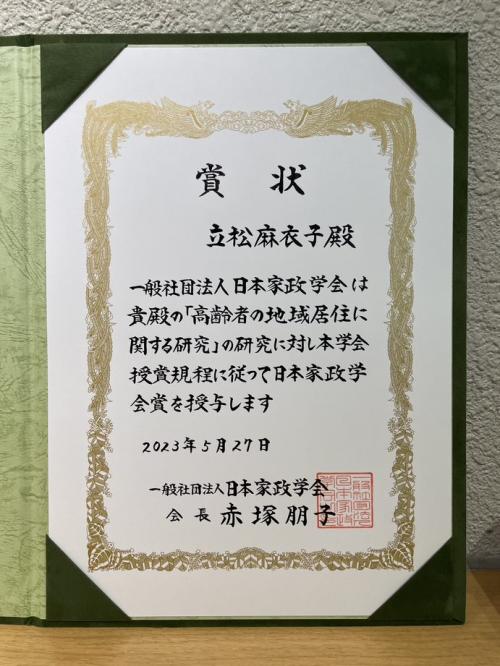 賞状
立松麻衣子殿
一般社団法人日本家政学会は
貴殿の「高齢者の地域居住に
関する研究」の研究に対し本学会
授賞規程に従って日本家政学
会賞を授与します
2023年5月27日
一般社団法人日本家政学会
会長 赤塚朋子